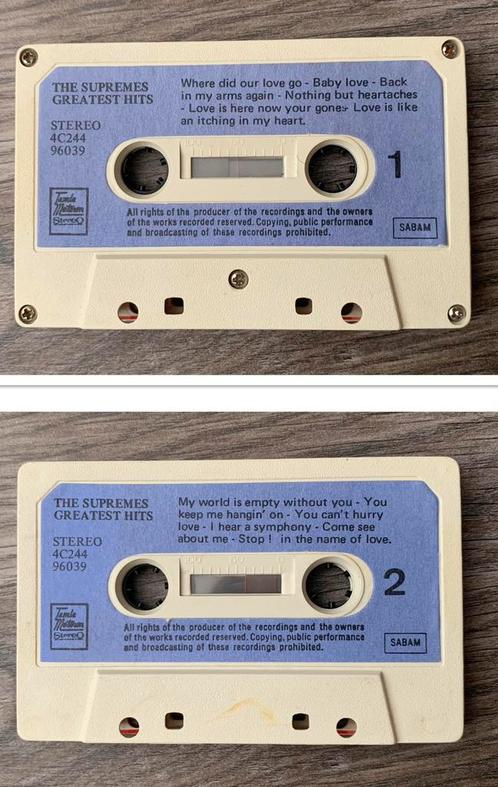 THE SUPREMES
GREATEST HITS
STEREO
4C244
96039
Where did our love go - Baby love - Back
in my arms again - Nothing but heartaches
- Love is here now your gone:- Love is like
an itching in my heart.
100 50 0
1
Tamla
Motown
Stereo
All rights of the producer of the recordings and the owners
of the works recorded reserved. Copying, public performance
and broadcasting of these recordings prohibited.
SABAM
THE SUPREMES
GREATEST HITS
STEREO
4C244
96039
My world is empty without you - You
keep me hangin' on - You can't hurry
love - I hear a symphony - Come see
about me - Stop ! in the name of love.
100 50 0
2
Tamla
Motown
Stereo
All rights of the producer of the recordings and the owners
of the works recorded reserved. Copying, public performance
and broadcasting of these recordings prohibited.
SABAM